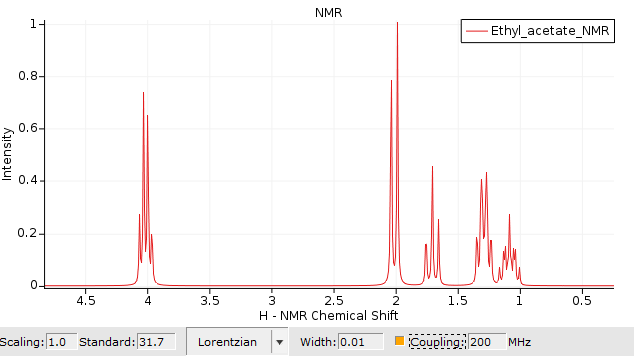 NMR
Ethyl_acetate_NMR
1
0.8
0.6
0.4
0.2
0
Intensity
4.5 4 3.5 3 2.5 2 1.5 1 0.5
H - NMR Chemical Shift
Scaling: 1.0 Standard: 31.7 Lorentzian Width: 0.01 Coupling: 200 MHz